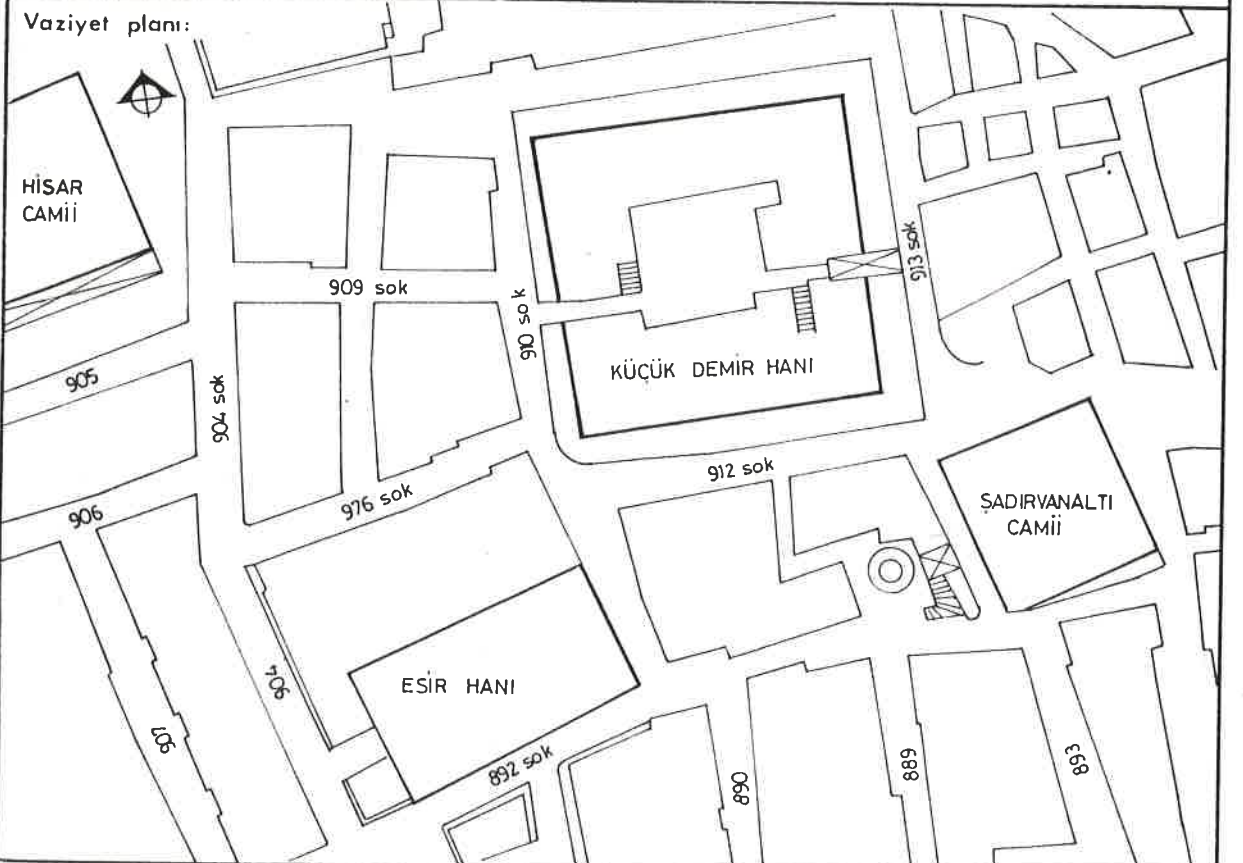 Vaziyet planı:
HİSAR
CAMİİ
909 sok
910 sok
913 sok
KÜÇÜK DEMİR HANI
905
904 sok
912 sok
976 sok
906
ŞADIRVANALTI
CAMİİ
904
ESİR HANI
907
892 sok
890
889
893